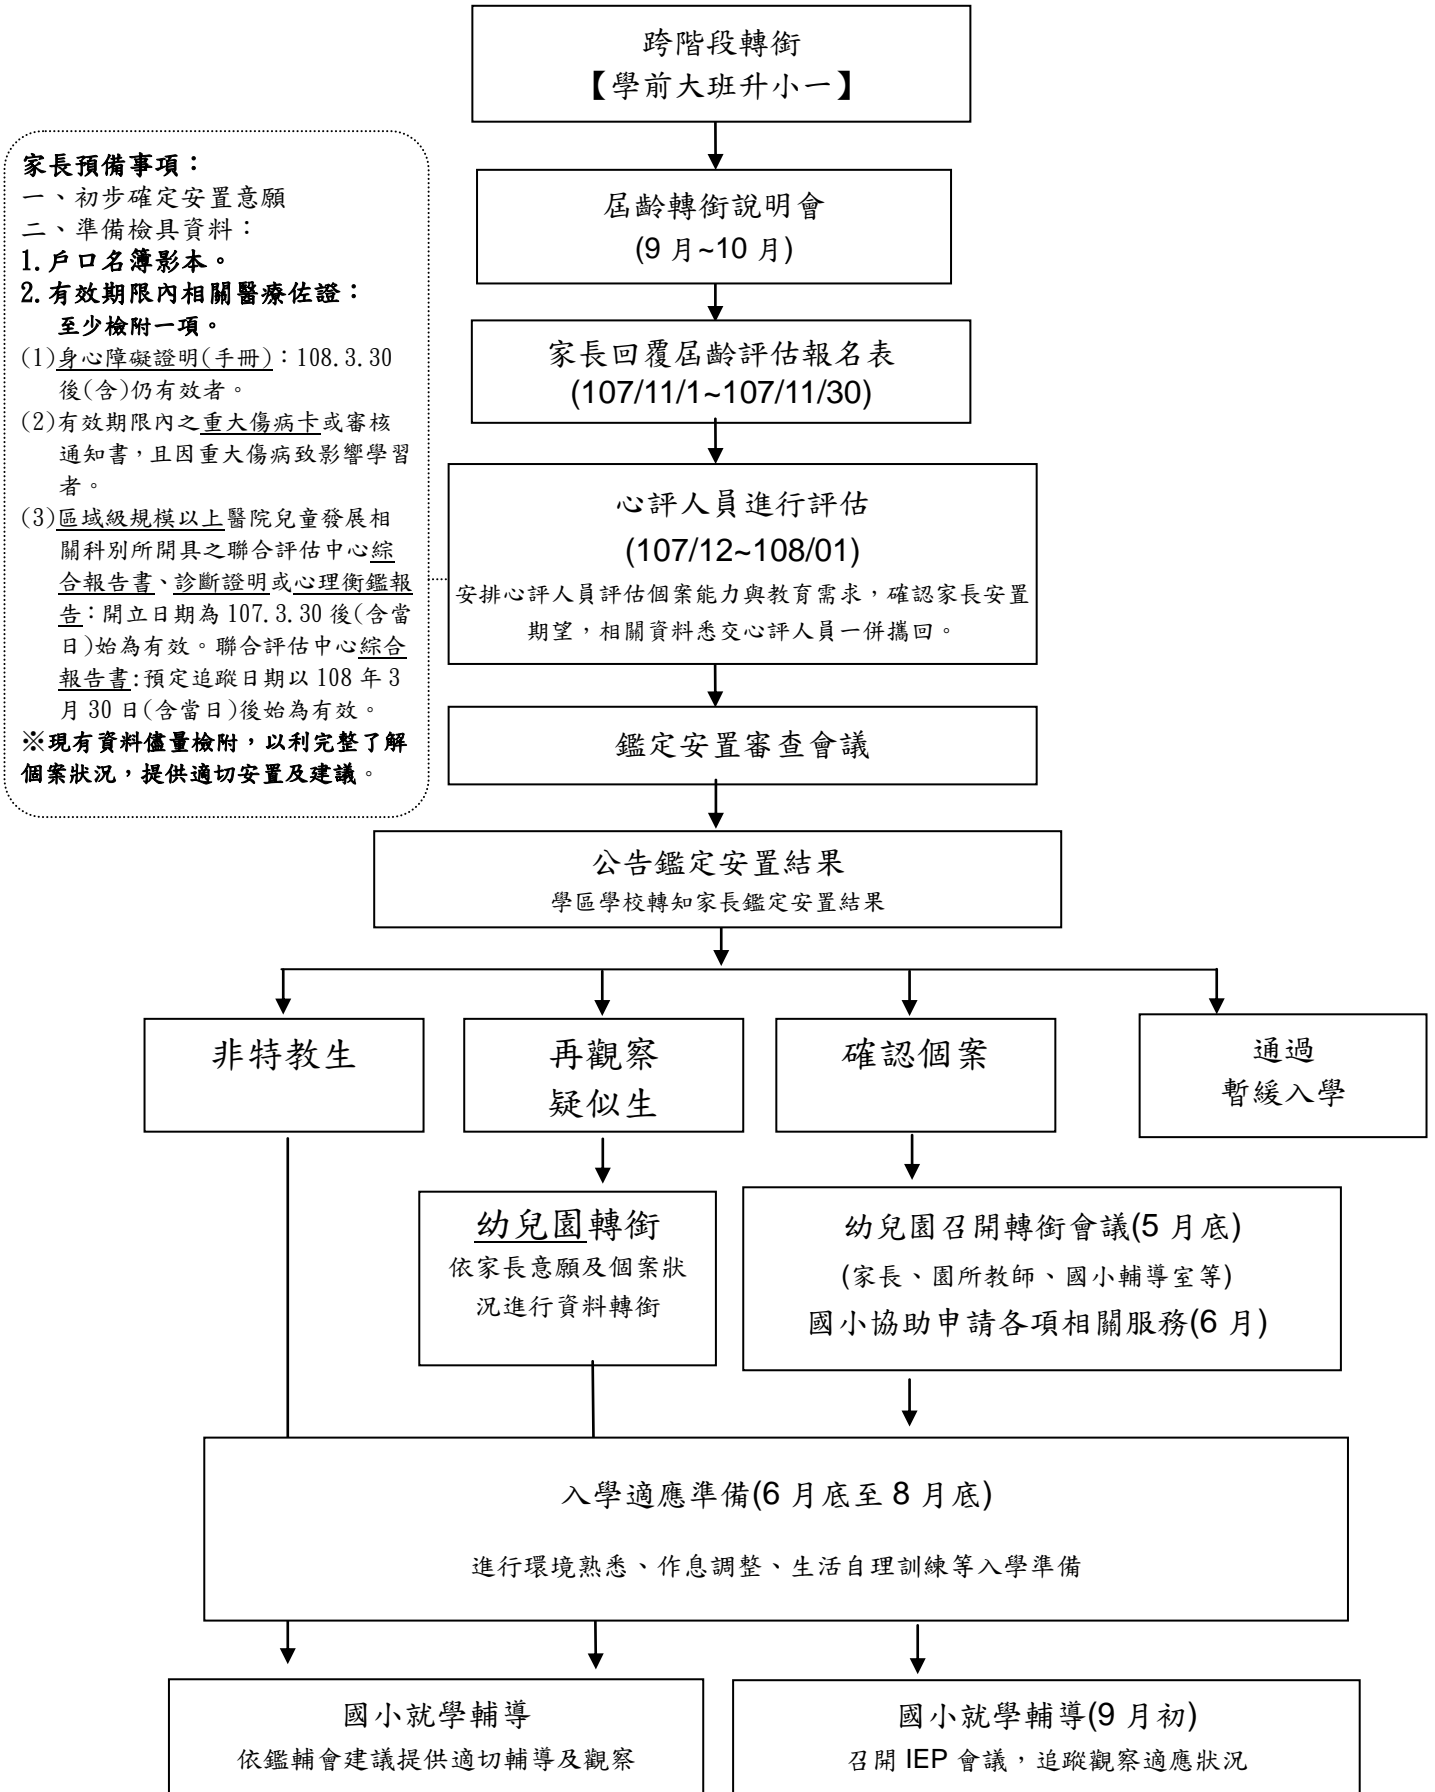 跨階段轉銜
【學前大班升小一】
屆齡轉銜說明會
(9 月~10 月)
家長回覆屆齡評估報名表
(107/11/1~107/11/30)
家長預備事項：
一、初步確定安置意願
二、準備檢具資料：
1.戶口名簿影本。
2.有效期限內相關醫療佐證：
至少檢附一項。
(1)身心障礙證明(手冊)：108.3.30
後(含)仍有效者。
(2)有效期限內之重大傷病卡或審核
通知書，且因重大傷病致影響學習
者。
(3)區域級規模以上醫院兒童發展相
關科別所開具之聯合評估中心綜
合報告書、診斷證明或心理衡鑑報
告：開立日期為 107.3.30 後(含當
日)始為有效。聯合評估中心綜合
報告書:預定追蹤日期以 108 年 3
月 30 日(含當日)後始為有效。
※現有資料儘量檢附，以利完整了解
個案狀況，提供適切安置及建議。
心評人員進行評估
(107/12~108/01)
安排心評人員評估個案能力與教育需求，確認家長安置
期望，相關資料悉交心評人員一併攜回。
鑑定安置審查會議
公告鑑定安置結果
學區學校轉知家長鑑定安置結果
非特教生
再觀察
疑似生
確認個案
通過
暫緩入學
幼兒園轉銜
依家長意願及個案狀
況進行資料轉銜
幼兒園召開轉銜會議(5 月底)
(家長、園所教師、國小輔導室等)
國小協助申請各項相關服務(6 月)
入學適應準備(6 月底至 8 月底)
進行環境熟悉、作息調整、生活自理訓練等入學準備
國小就學輔導
依鑑輔會建議提供適切輔導及觀察
國小就學輔導(9 月初)
召開 IEP 會議，追蹤觀察適應狀況